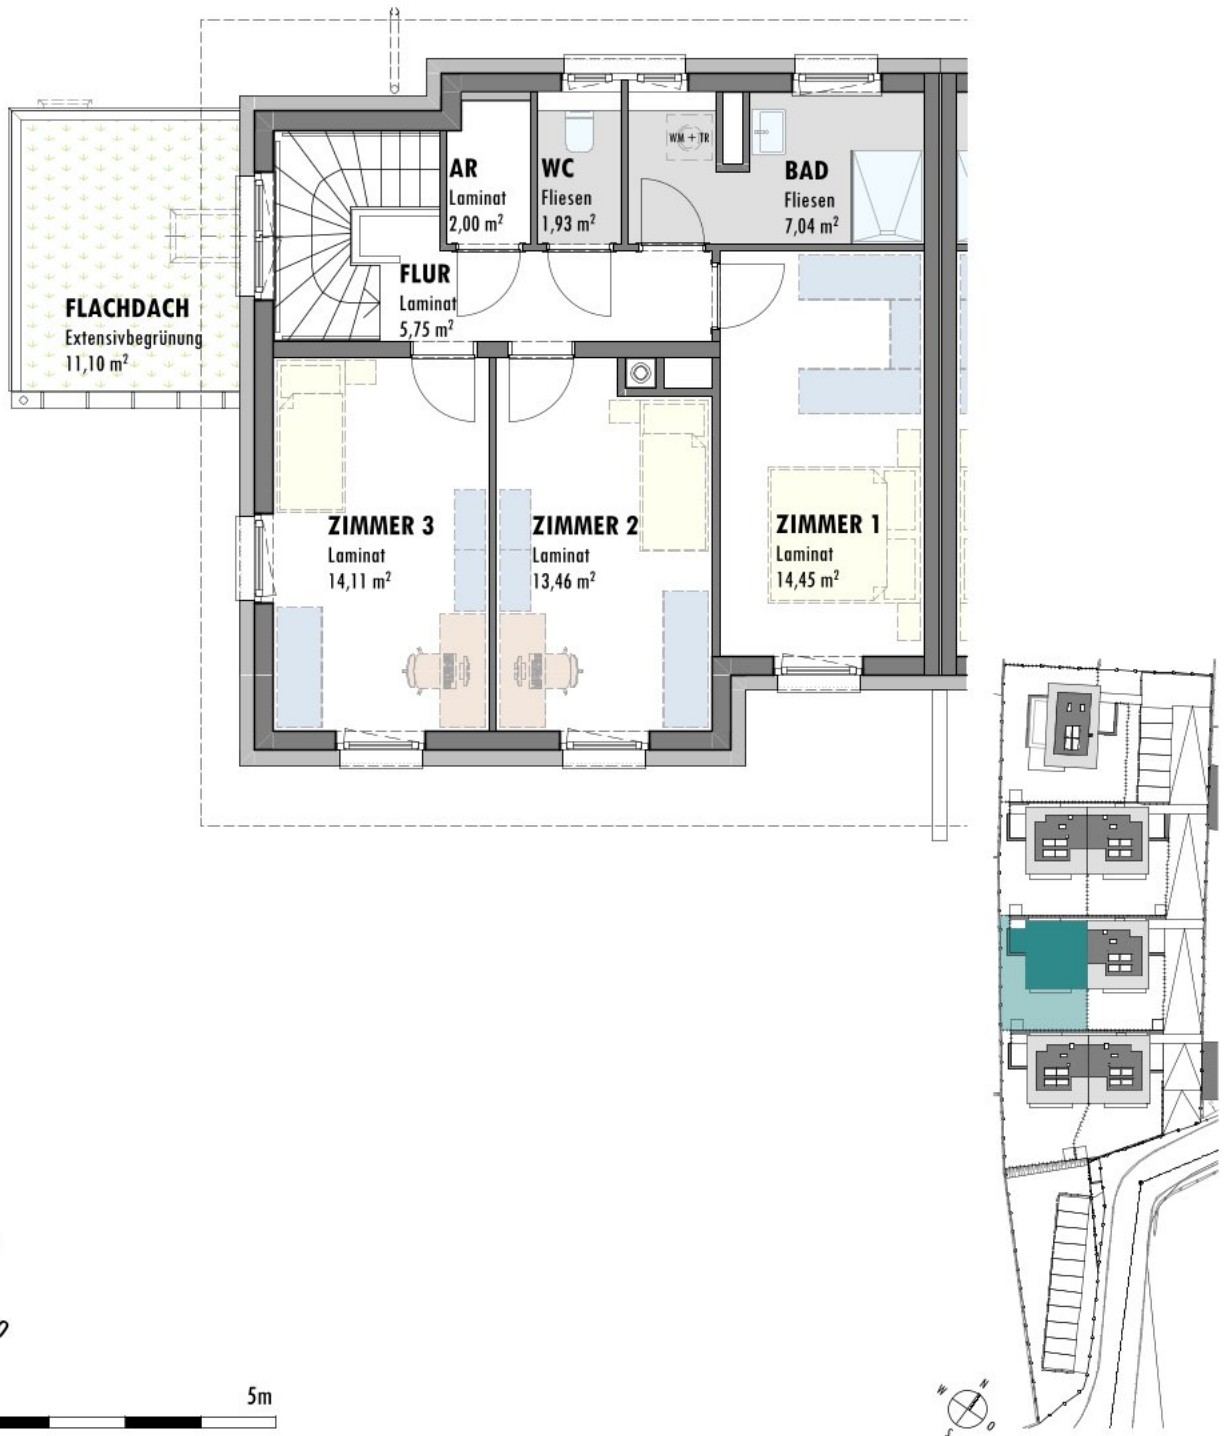 AR
Laminat
2,00 m²
WC
Fliesen
1,93 m²
WM + TR
BAD
Fliesen
7,04 m²
FLUR
Laminat
5,75 m²
FLACHDACH
Extensivbegrünung
11,10 m²
ZIMMER 3
Laminat
14,11 m²
ZIMMER 2
Laminat
13,46 m²
ZIMMER 1
Laminat
14,45 m²
5m
W
N
S
O